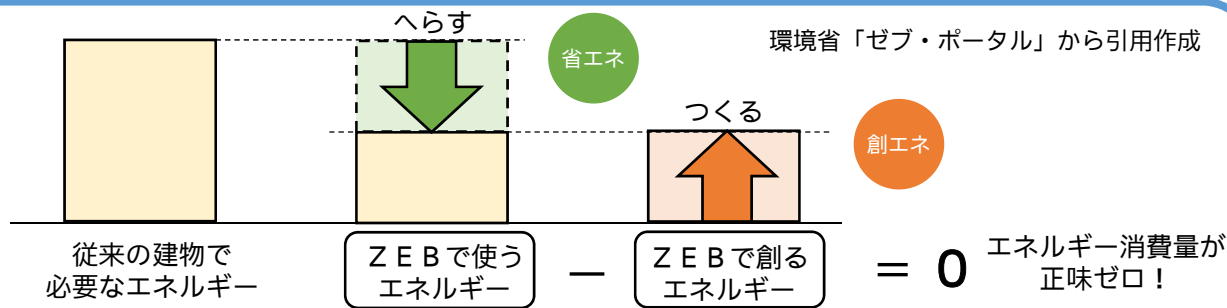 へらす
省エネ
環境省「ゼブ・ポータル」から引用作成
つくる
創エネ
従来の建物で
必要なエネルギー
ＺＥＢで使う
エネルギー
－
ＺＥＢで創る
エネルギー
＝ 0
エネルギー消費量が
正味ゼロ！